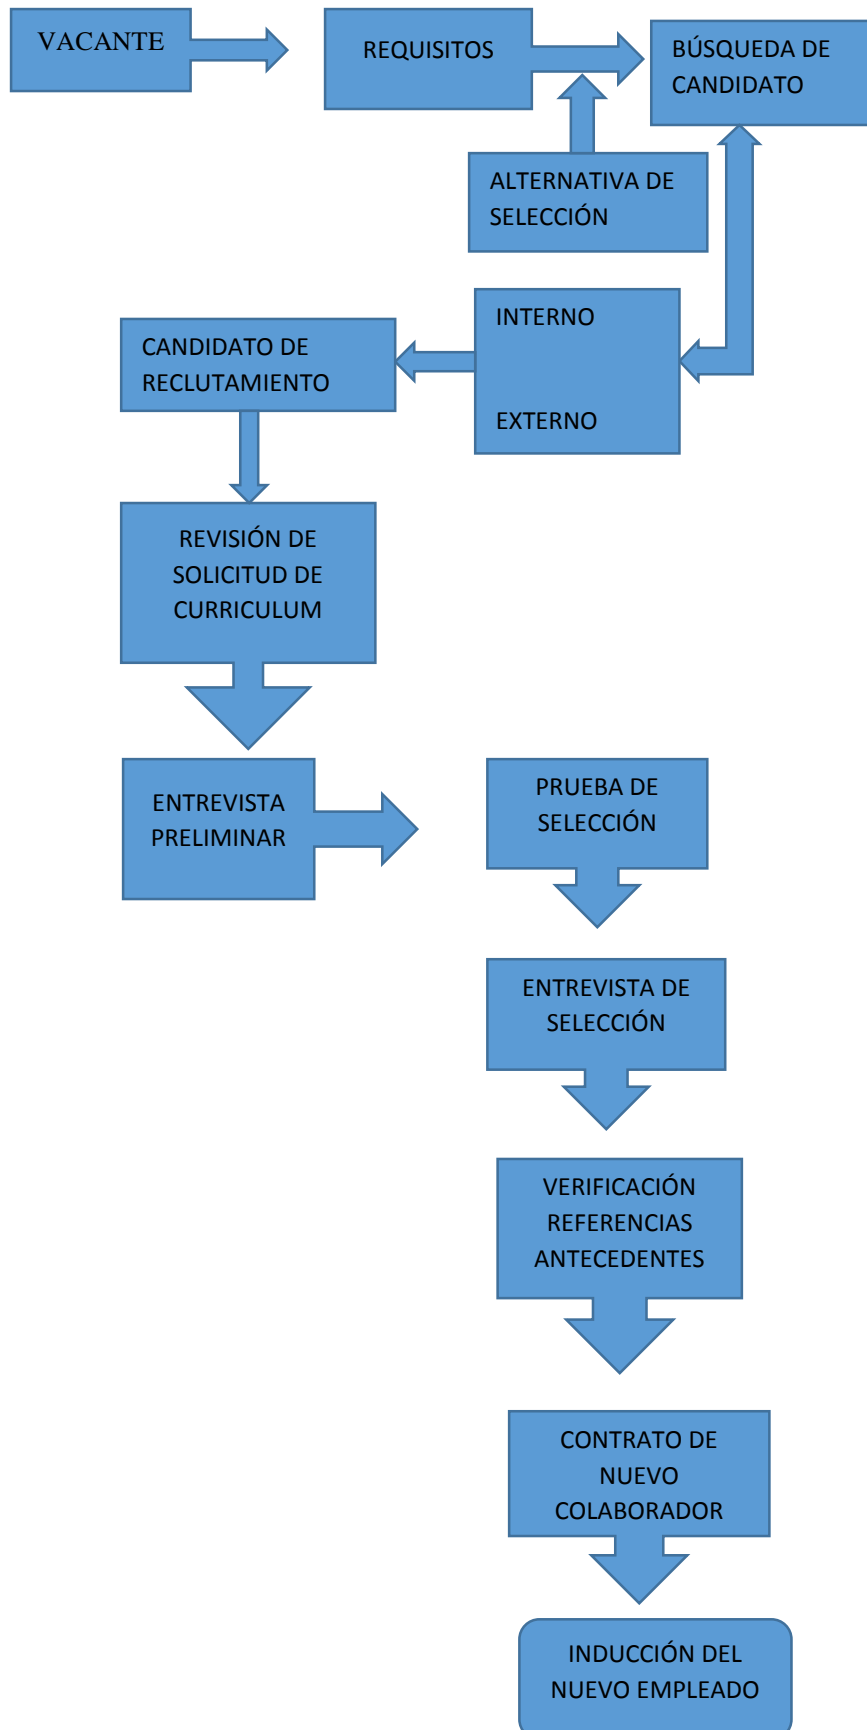 VACANTE
REQUISITOS
BÚSQUEDA DE
CANDIDATO
ALTERNATIVA DE
SELECCIÓN
INTERNO
EXTERNO
CANDIDATO DE
RECLUTAMIENTO
REVISIÓN DE
SOLICITUD DE
CURRICULUM
ENTREVISTA
PRELIMINAR
PRUEBA DE
SELECCIÓN
ENTREVISTA DE
SELECCIÓN
VERIFICACIÓN
REFERENCIAS
ANTECEDENTES
CONTRATO DE
NUEVO
COLABORADOR
INDUCCIÓN DEL
NUEVO EMPLEADO